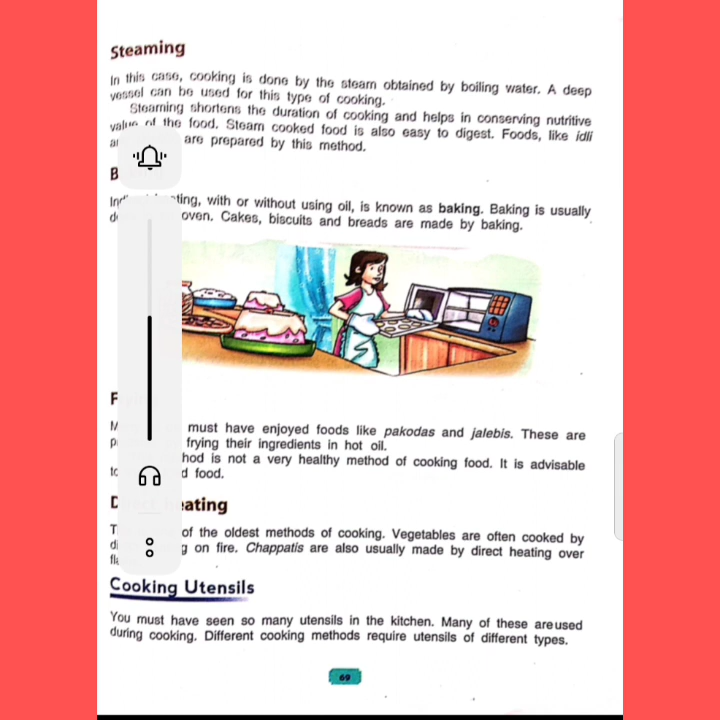 Steaming
In this case, cooking is done by the steam obtained by boiling water. A deep
vessel can be used for this type of cooking.
Steaming shortens the duration of cooking and helps in conserving nutritive
value of the food. Steam cooked food is also easy to digest. Foods, like idli
are prepared by this method.
B
with or without using oil, is known as baking. Baking is usually
oven. Cakes, biscuits and breads are made by baking.
F
must have enjoyed foods like pakodas and jalebis. These are
frying their ingredients in hot oil.
is not a very healthy method of cooking food. It is advisable
food.
of the oldest methods of cooking. Vegetables are often cooked by
on fire. Chappatis are also usually made by direct heating over
Cooking Utensils
You must have seen so many utensils in the kitchen. Many of these are used
during cooking. Different cooking methods require utensils of different types.
69